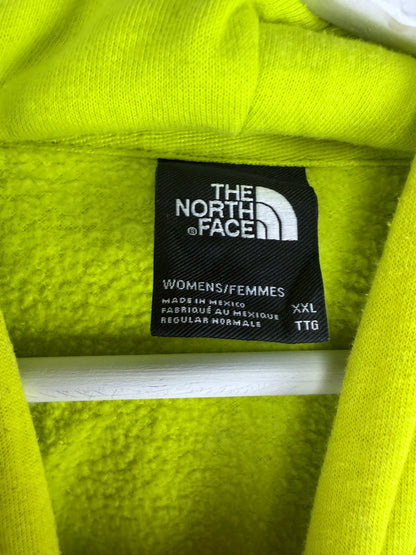 THE
NORTH
® FACE
WOMENS/FEMMES
MADE IN MEXICO
FABRIQUÉ AU MEXIQUE
REGULAR NORMALE
XXL
TTG